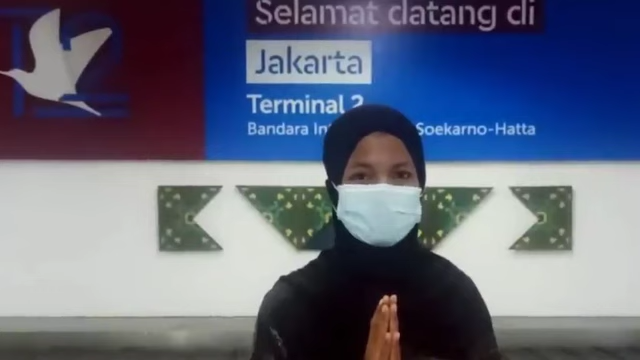 Selamat datang di
Jakarta
Terminal 2
Bandara Soekarno-Hatta